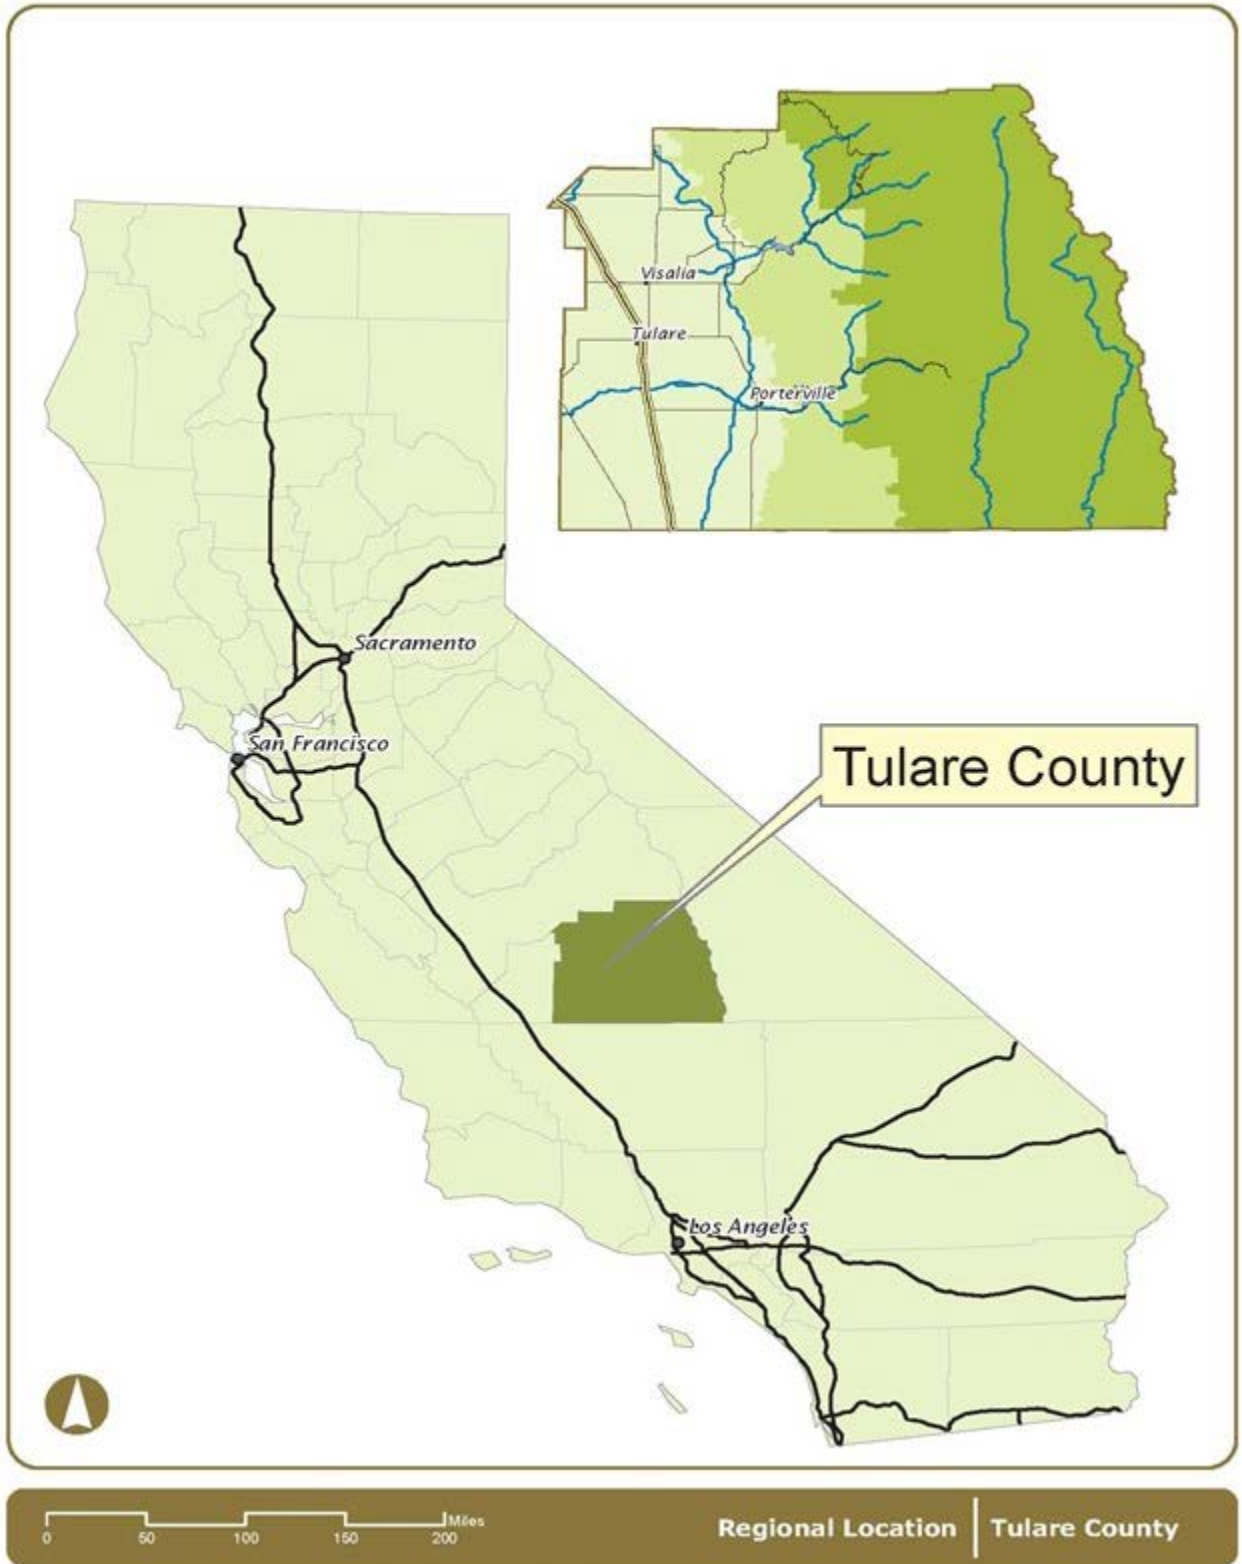 Visalia
Tulare
Porterville
Sacramento
San Francisco
Tulare County
Los Angeles
0 50 100 150 200 Miles
Regional Location | Tulare County